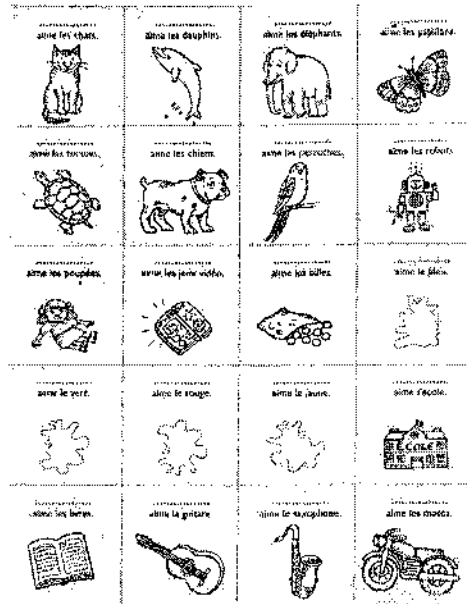 aime les chats.
aime les dauphins.
aime les éléphants.
aime les papillons.
aime les tortues.
aime les chiens.
aime les perruches.
aime les robots.
aime les poupées.
aime les jeux vidéo.
aime les billes.
aime le bleu.
aime le vert.
aime le rouge.
aime le jaune.
aime l'école.
ÉCOLE
aime les livres.
aime la guitare.
aime le saxophone.
aime les motos.